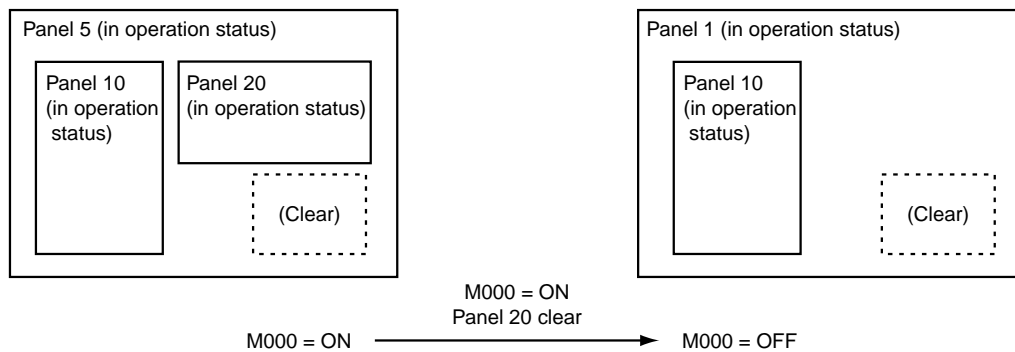 Panel 5 (in operation status)
Panel 10
(in operation
status)
Panel 20
(in operation status)
(Clear)
Panel 1 (in operation status)
Panel 10
(in operation
status)
(Clear)
M000 = ON
Panel 20 clear
M000 = ON
M000 = OFF